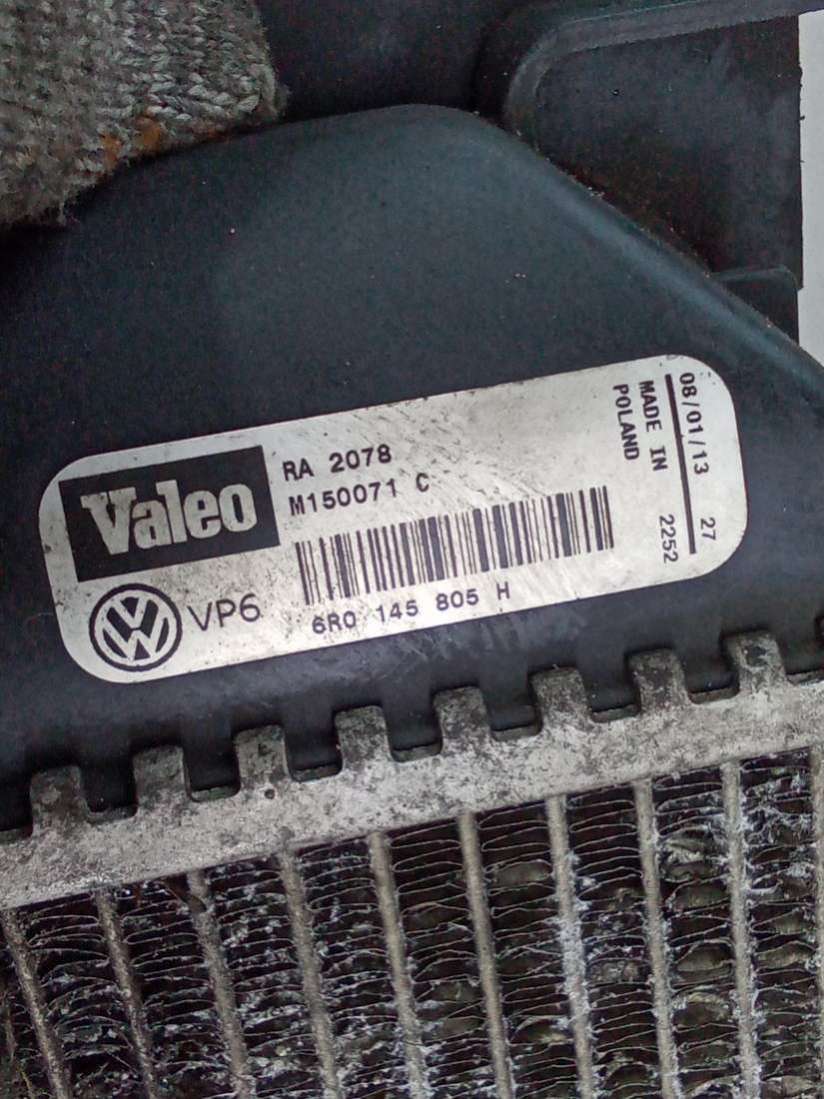 Valeo
RA 2078
M150071 C
VP6
6R0 145 805 H
MADE IN
POLAND
08/01/13 27
2252